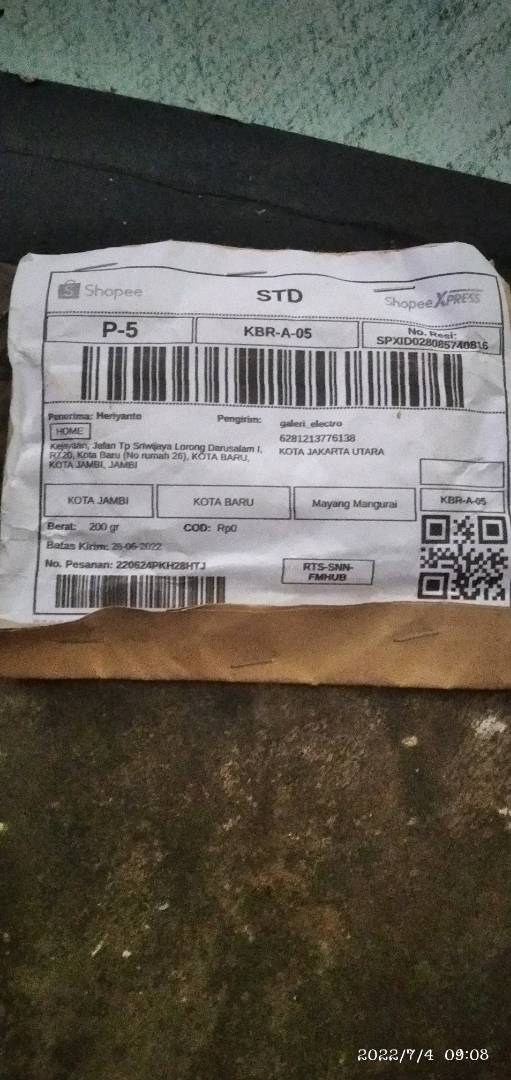 Shopee
STD
Shopee XPRESS
P-5
KBR-A-05
No. Resi:
SPXID028085740816
Penerima: Heriyanto
Pengirim:
galeri_electro
HOME
6281213776138
KOTA JAKARTA UTARA
Kejaysan, Jalan Tp Sriwijaya Lorong Darusalam I,
RT20, Kota Baru (No rumah 26), KOTA BARU,
KOTA JAMBI, JAMBI
KOTA JAMBI
KOTA BARU
Mayang Mangurai
KBR-A-05
Berat: 200 gr
COD: Rp0
Batas Kirim: 26-06-2022
No. Pesanan: 220624PKH28HTJ
RTS-SNN-
FMHUB
2022/7/4 09:08